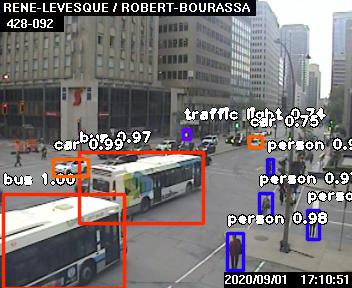 RENE-LEVESQUE / ROBERT-BOURASSA
428-092
traffic light 0.74
car 0.75
bus 0.97
car 0.99
person 0.9
bus 1.00
person 0.97
person 0.9
person 0.98
2020/09/01 17:10:51